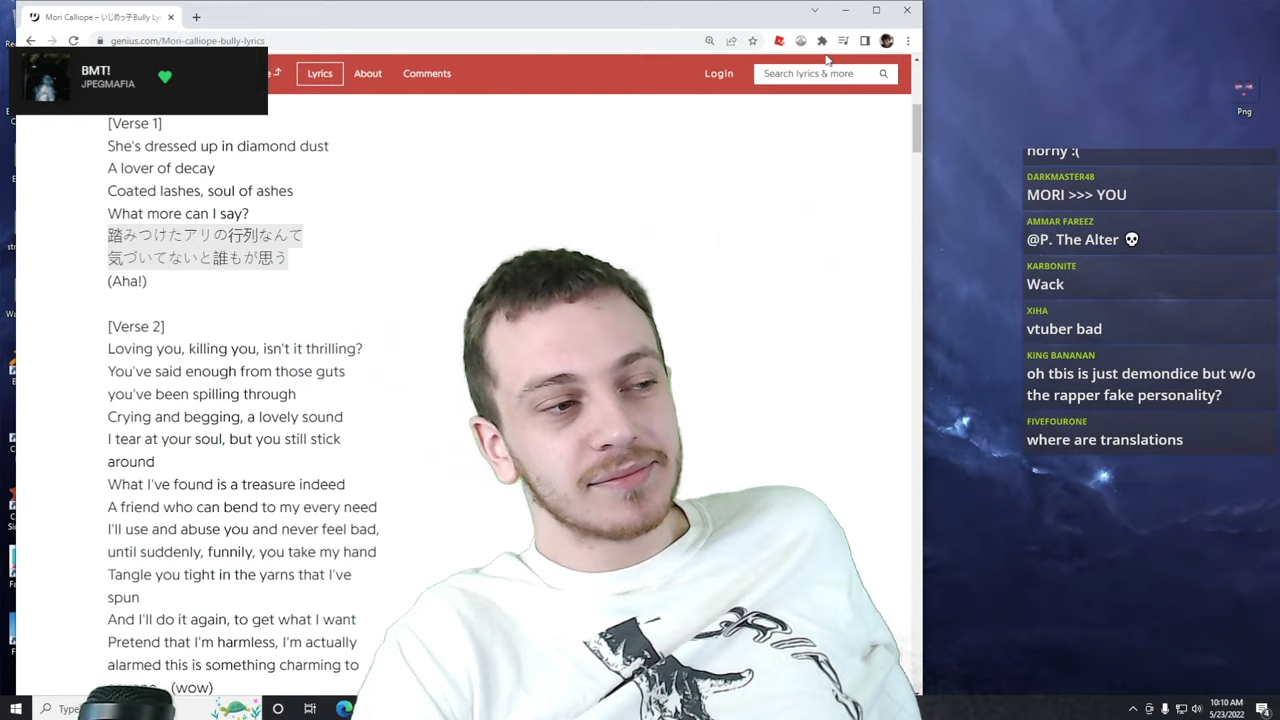 Mori Calliope – いじめっ子Bully Ly
genius.com/Mori-calliope-bully-lyrics
BMT!
JPEGMAFIA
Lyrics
About
Comments
Login
Search lyrics & more
[Verse 1]
She's dressed up in diamond dust
A lover of decay
Coated lashes, soul of ashes
What more can I say?
踏みつけたアリの行列なんて
気づいてないと誰もが思う
(Aha!)
[Verse 2]
Loving you, killing you, isn't it thrilling?
You've said enough from those guts
you've been spilling through
Crying and begging, a lovely sound
I tear at your soul, but you still stick
around
What I've found is a treasure indeed
A friend who can bend to my every need
I'll use and abuse you and never feel bad,
until suddenly, funnily, you take my hand
Tangle you tight in the yarns that I've
spun
And I'll do it again, to get what I want
Pretend that I'm harmless, I'm actually
alarmed this is something charming to
(wow)
Png
horny :(
DARKMASTER48
MORI >>> YOU
AMMAR FAREEZ
@P. The Alter 💀
KARBONITE
Wack
XIHA
vtuber bad
KING BANANAN
oh tbis is just demondice but w/o
the rapper fake personality?
FIVEFOURONE
where are translations
Type
10:10 AM
5/23/2022